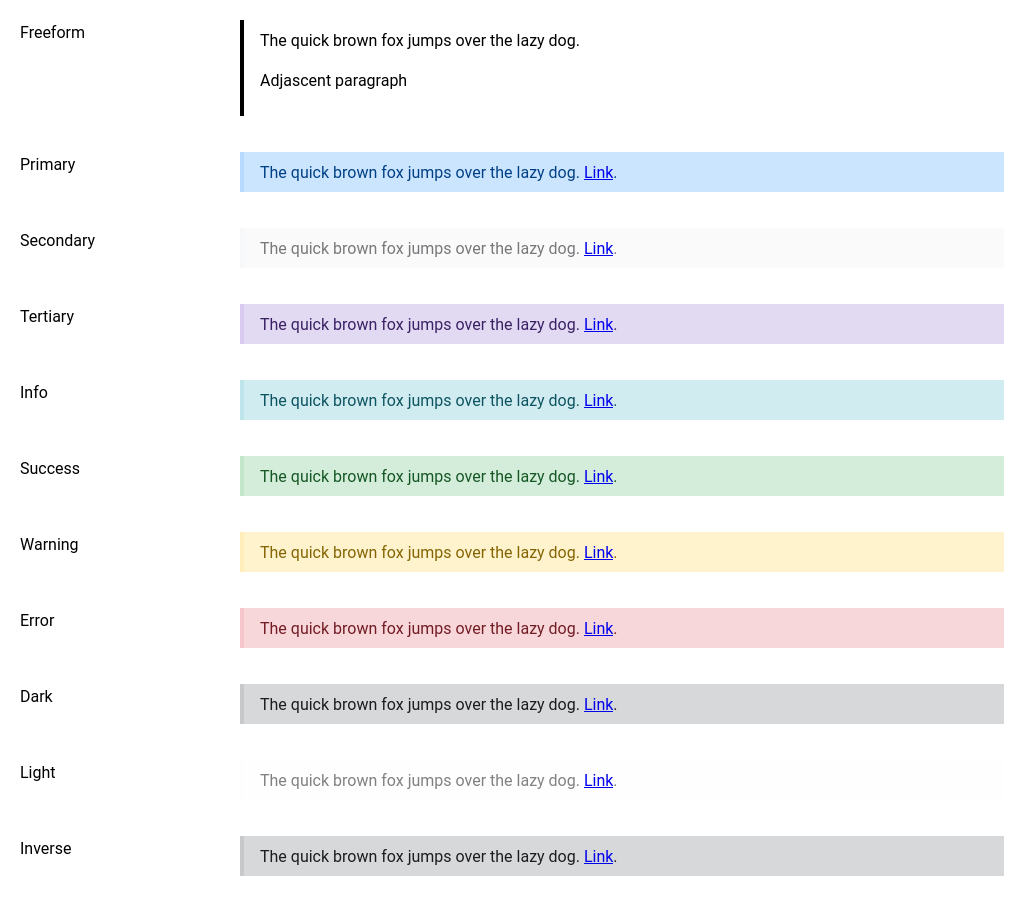 Freeform
The quick brown fox jumps over the lazy dog.
Adjascent paragraph
Primary
The quick brown fox jumps over the lazy dog. Link.
Secondary
The quick brown fox jumps over the lazy dog. Link.
Tertiary
The quick brown fox jumps over the lazy dog. Link.
Info
The quick brown fox jumps over the lazy dog. Link.
Success
The quick brown fox jumps over the lazy dog. Link.
Warning
The quick brown fox jumps over the lazy dog. Link.
Error
The quick brown fox jumps over the lazy dog. Link.
Dark
The quick brown fox jumps over the lazy dog. Link.
Light
The quick brown fox jumps over the lazy dog. Link.
Inverse
The quick brown fox jumps over the lazy dog. Link.